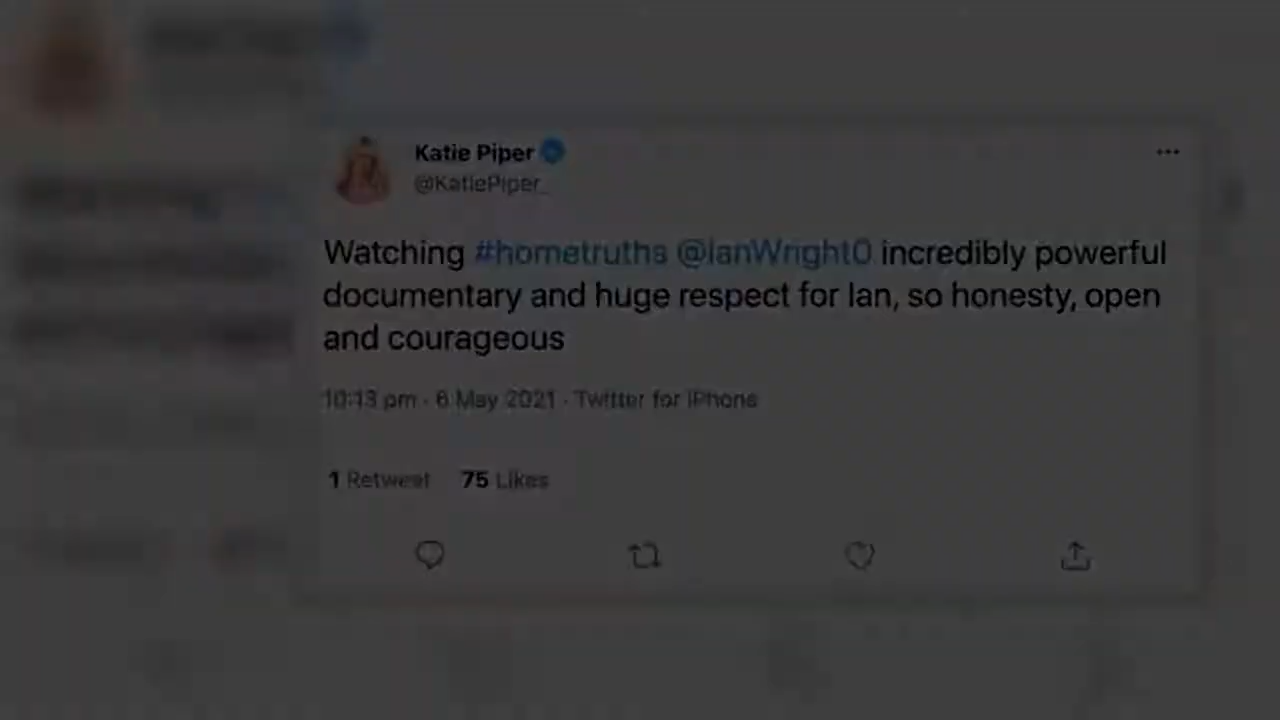 Katie Piper
@KatiePiper_
Watching #hometruths @IanWright0 incredibly powerful
documentary and huge respect for Ian, so honesty, open
and courageous
10:13 pm · 6 May 2021 · Twitter for iPhone
1 Retweet 75 Likes